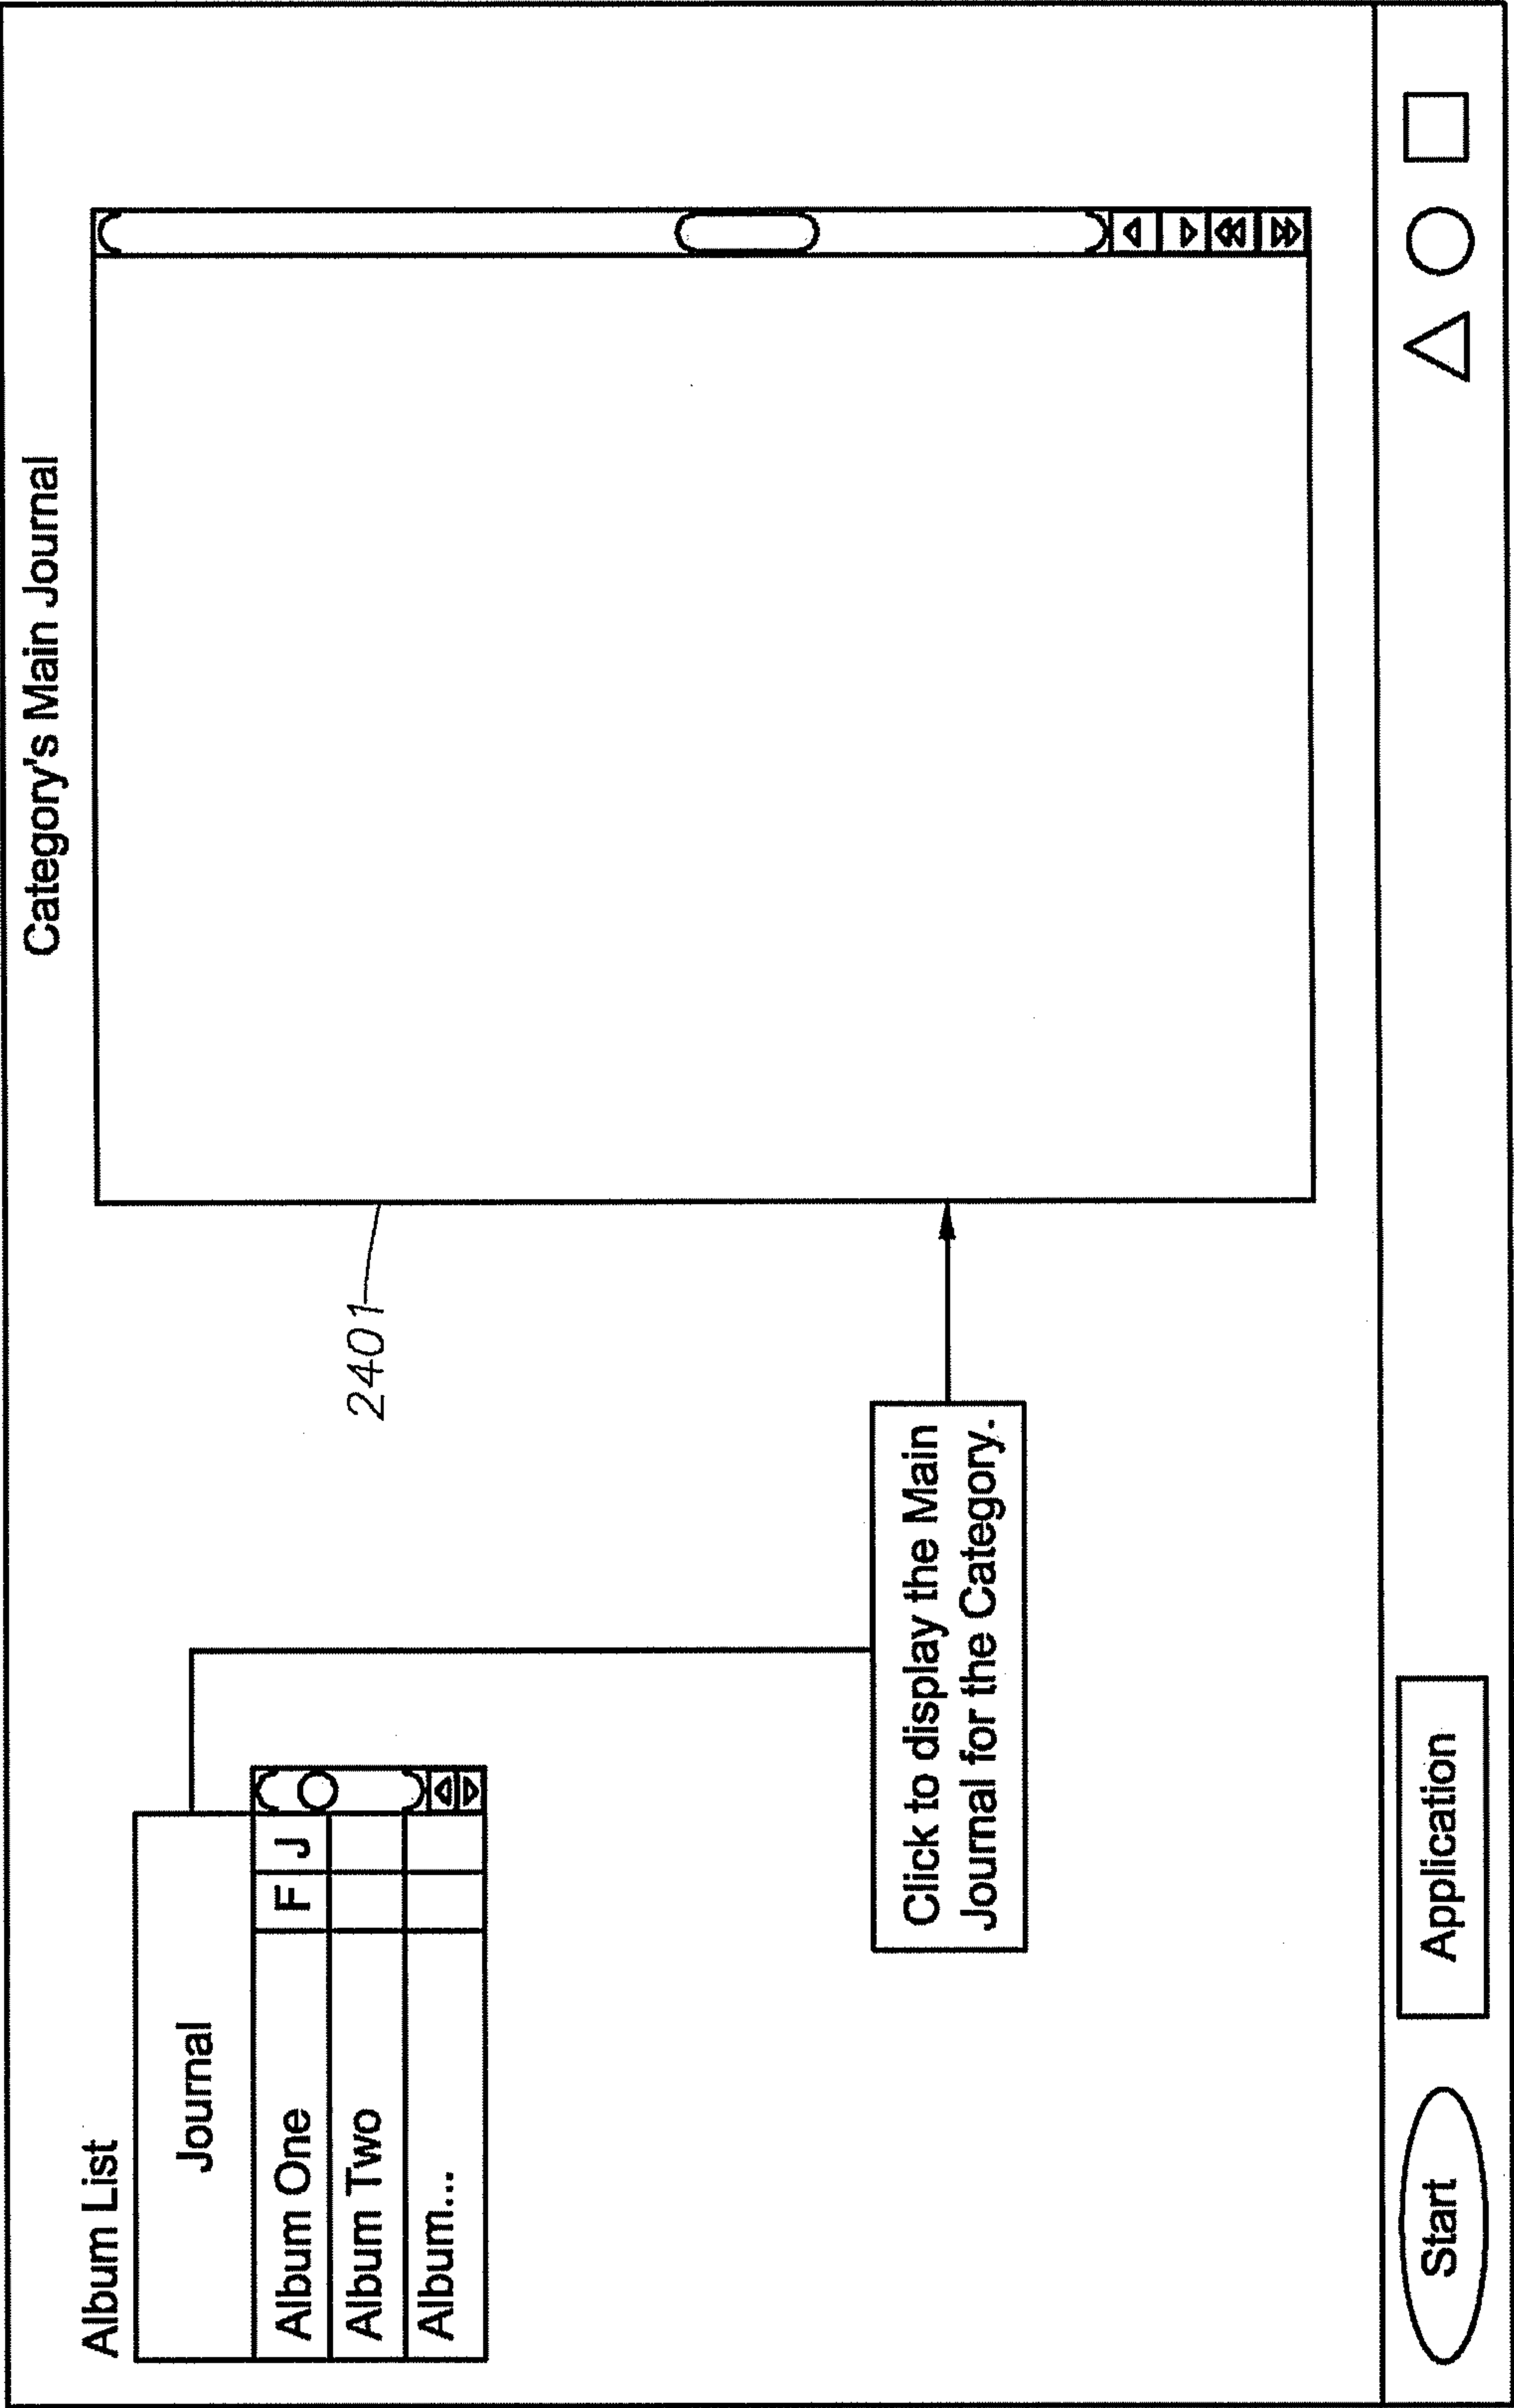 Category's Main Journal
Album List
Journal
Album One F J
Album Two
Album...
2401
Click to display the Main
Journal for the Category.
Start
Application